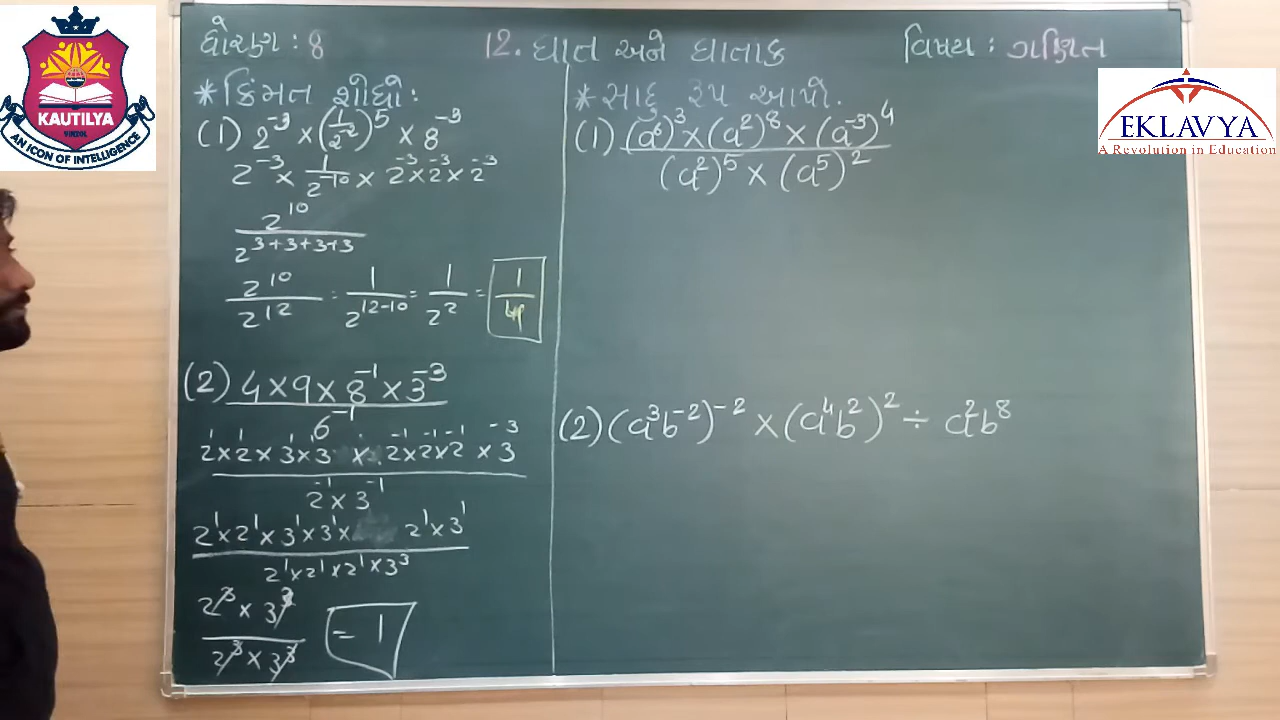 KAUTILYA
VINZOL
AN ICON OF INTELLIGENCE
EKLAVYA
A Revolution in Education
ધોરણ : 8
12. ઘાત અને ઘાતાંક
વિષય : ગણિત
* કિંમત શોધો :
(1) 2⁻³ × (1/2⁻²)⁵ × 8⁻³
2⁻³ × 1/2⁻¹⁰ × 2⁻³ × 2⁻³ × 2⁻³
2¹⁰
2³⁺³⁺³⁺³
2¹⁰/2¹² = 1/2¹²⁻¹⁰ = 1/2² = 1/4
(2) 4 × 9 × 8⁻¹ × 3⁻³
6⁻¹
2¹ × 2¹ × 3¹ × 3¹ × 2⁻¹ × 2⁻¹ × 2⁻¹ × 3⁻³
2⁻¹ × 3⁻¹
2¹ × 2¹ × 3¹ × 3¹ × 2¹ × 3¹
2¹ × 2¹ × 2¹ × 3³
2³ × 3³
2³ × 3³
= 1
* સાદુ રૂપ આપો.
(1) (a⁶)³ × (a²)⁸ × (a⁻³)⁴
(a²)⁵ × (a⁵)²
(2) (a³b⁻²)⁻² × (a⁴b²)² ÷ a²b⁸